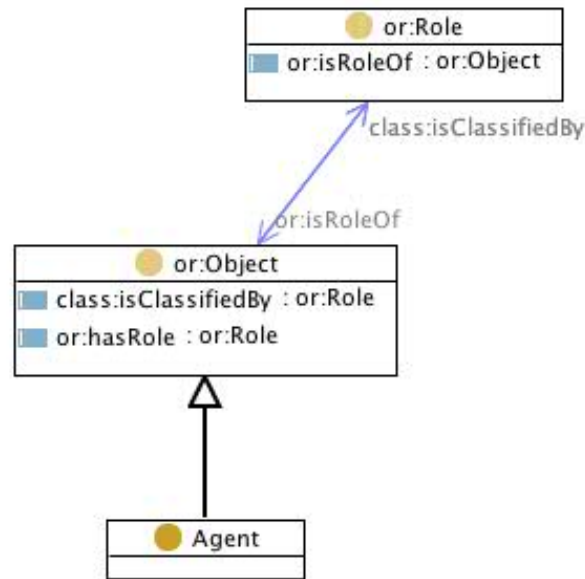 or:Role
or:isRoleOf : or:Object
class:isClassifiedBy
or:isRoleOf
or:Object
class:isClassifiedBy : or:Role
or:hasRole : or:Role
Agent